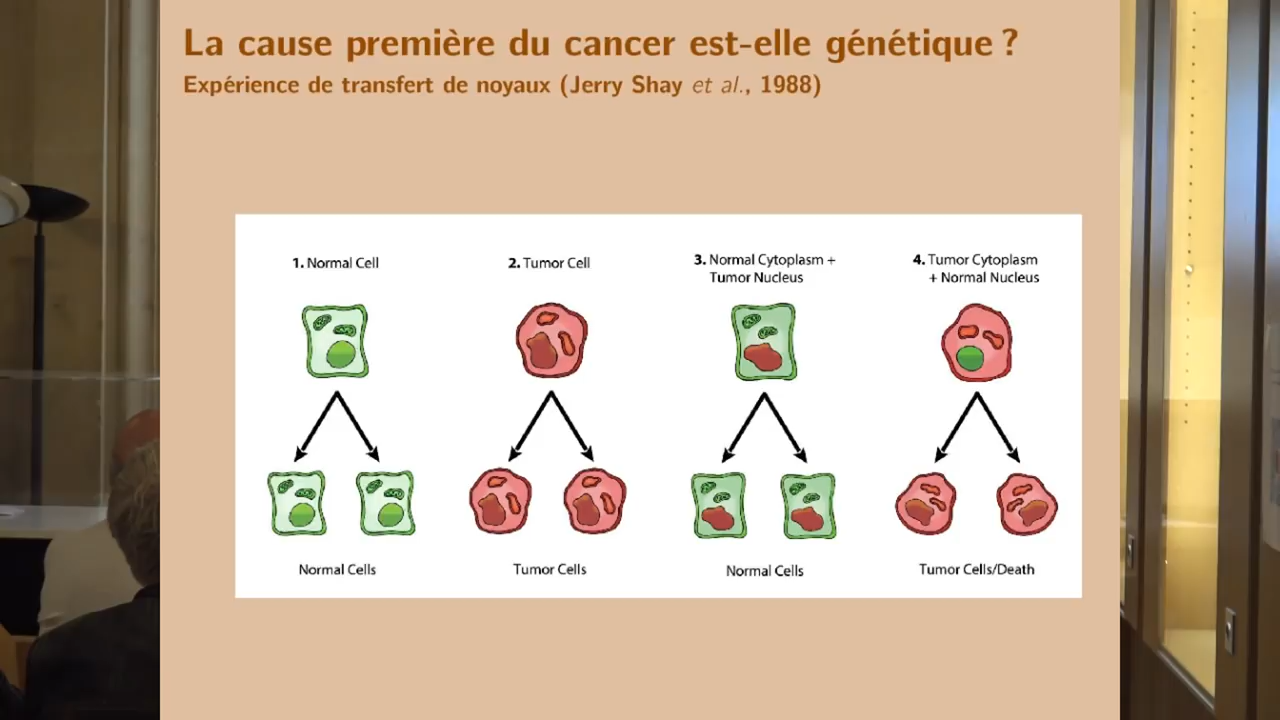 La cause première du cancer est-elle génétique ?
Expérience de transfert de noyaux (Jerry Shay et al., 1988)
1. Normal Cell
2. Tumor Cell
3. Normal Cytoplasm +
Tumor Nucleus
4. Tumor Cytoplasm
+ Normal Nucleus
Normal Cells
Tumor Cells
Normal Cells
Tumor Cells/Death